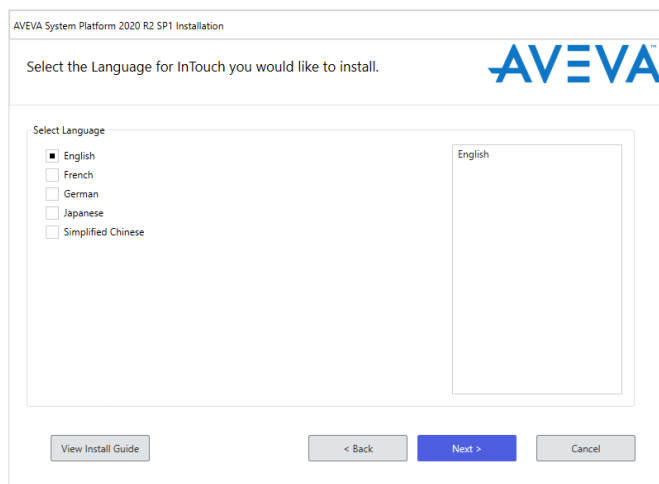 AVEVA System Platform 2020 R2 SP1 Installation
Select the Language for InTouch you would like to install.
AVEVA™
Select Language
English
French
German
Japanese
Simplified Chinese
English
View Install Guide
< Back
Next >
Cancel